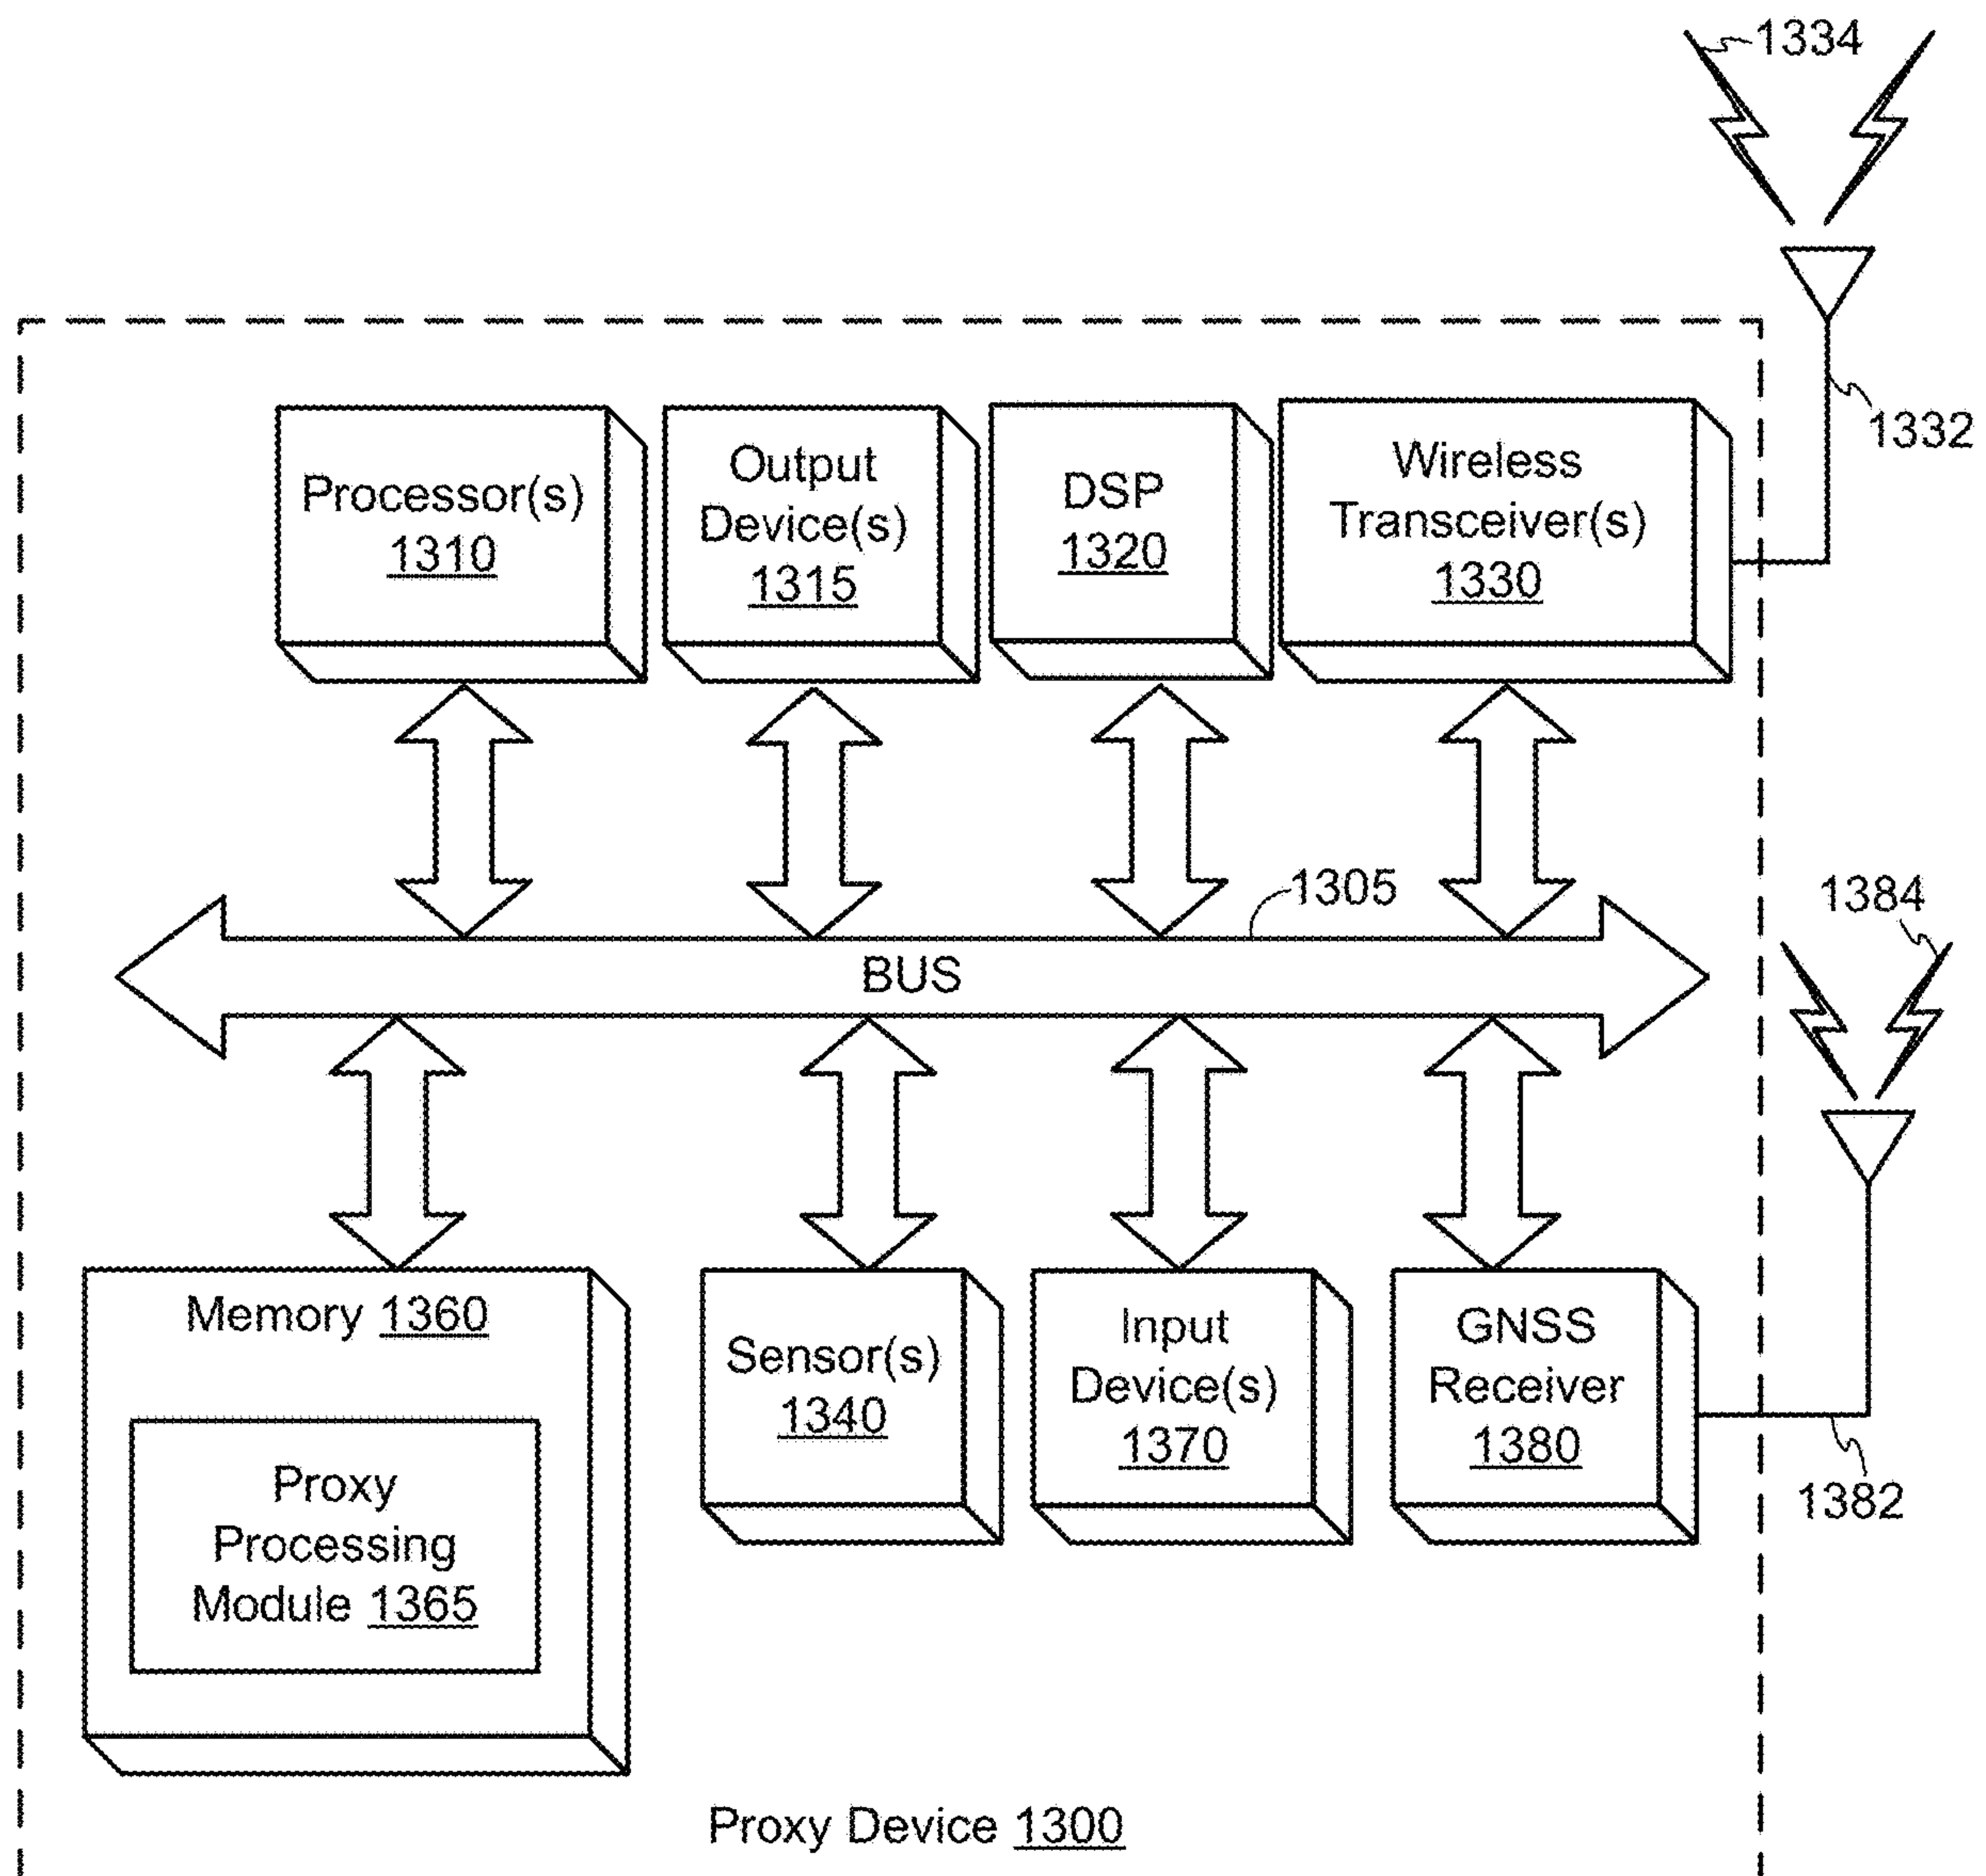 1334
1332
Processor(s)
1310
Output
Device(s)
1315
DSP
1320
Wireless
Transceiver(s)
1330
1305
BUS
1384
Memory 1360
Proxy
Processing
Module 1365
Sensor(s)
1340
Input
Device(s)
1370
GNSS
Receiver
1380
1382
Proxy Device 1300